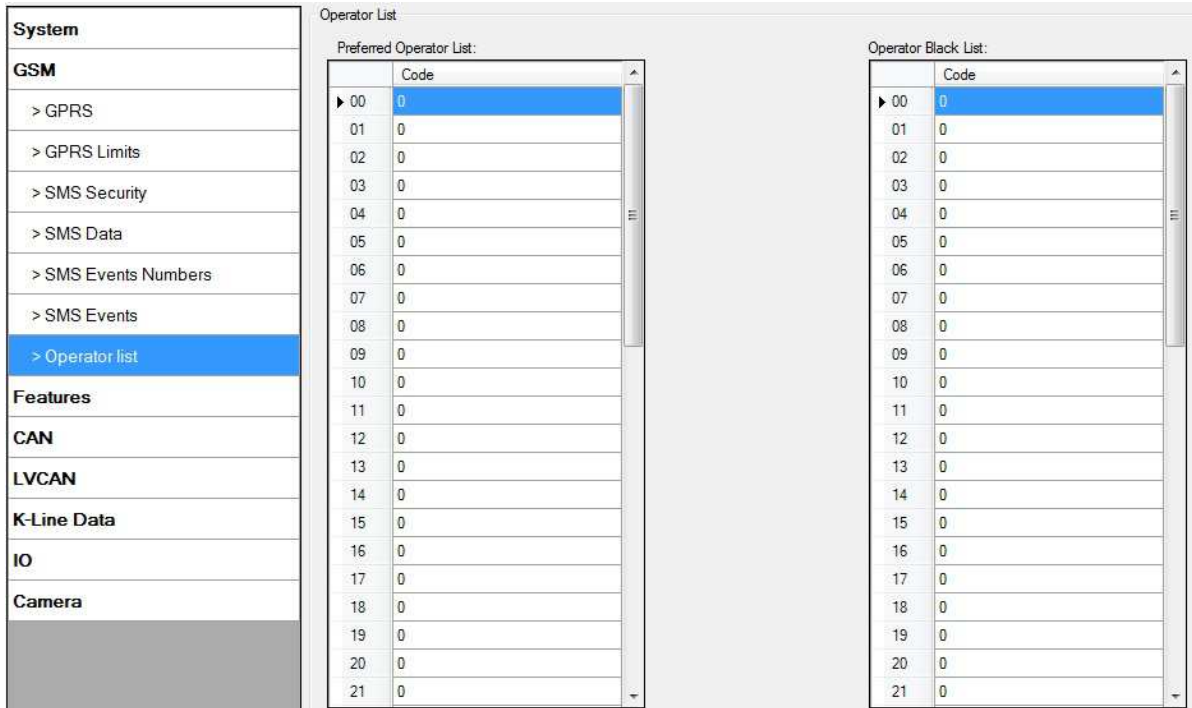 System
GSM
> GPRS
> GPRS Limits
> SMS Security
> SMS Data
> SMS Events Numbers
> SMS Events
> Operator list
Features
CAN
LVCAN
K-Line Data
IO
Camera
Operator List
Preferred Operator List:
Code
00 0
01 0
02 0
03 0
04 0
05 0
06 0
07 0
08 0
09 0
10 0
11 0
12 0
13 0
14 0
15 0
16 0
17 0
18 0
19 0
20 0
21 0
Operator Black List:
Code
00 0
01 0
02 0
03 0
04 0
05 0
06 0
07 0
08 0
09 0
10 0
11 0
12 0
13 0
14 0
15 0
16 0
17 0
18 0
19 0
20 0
21 0